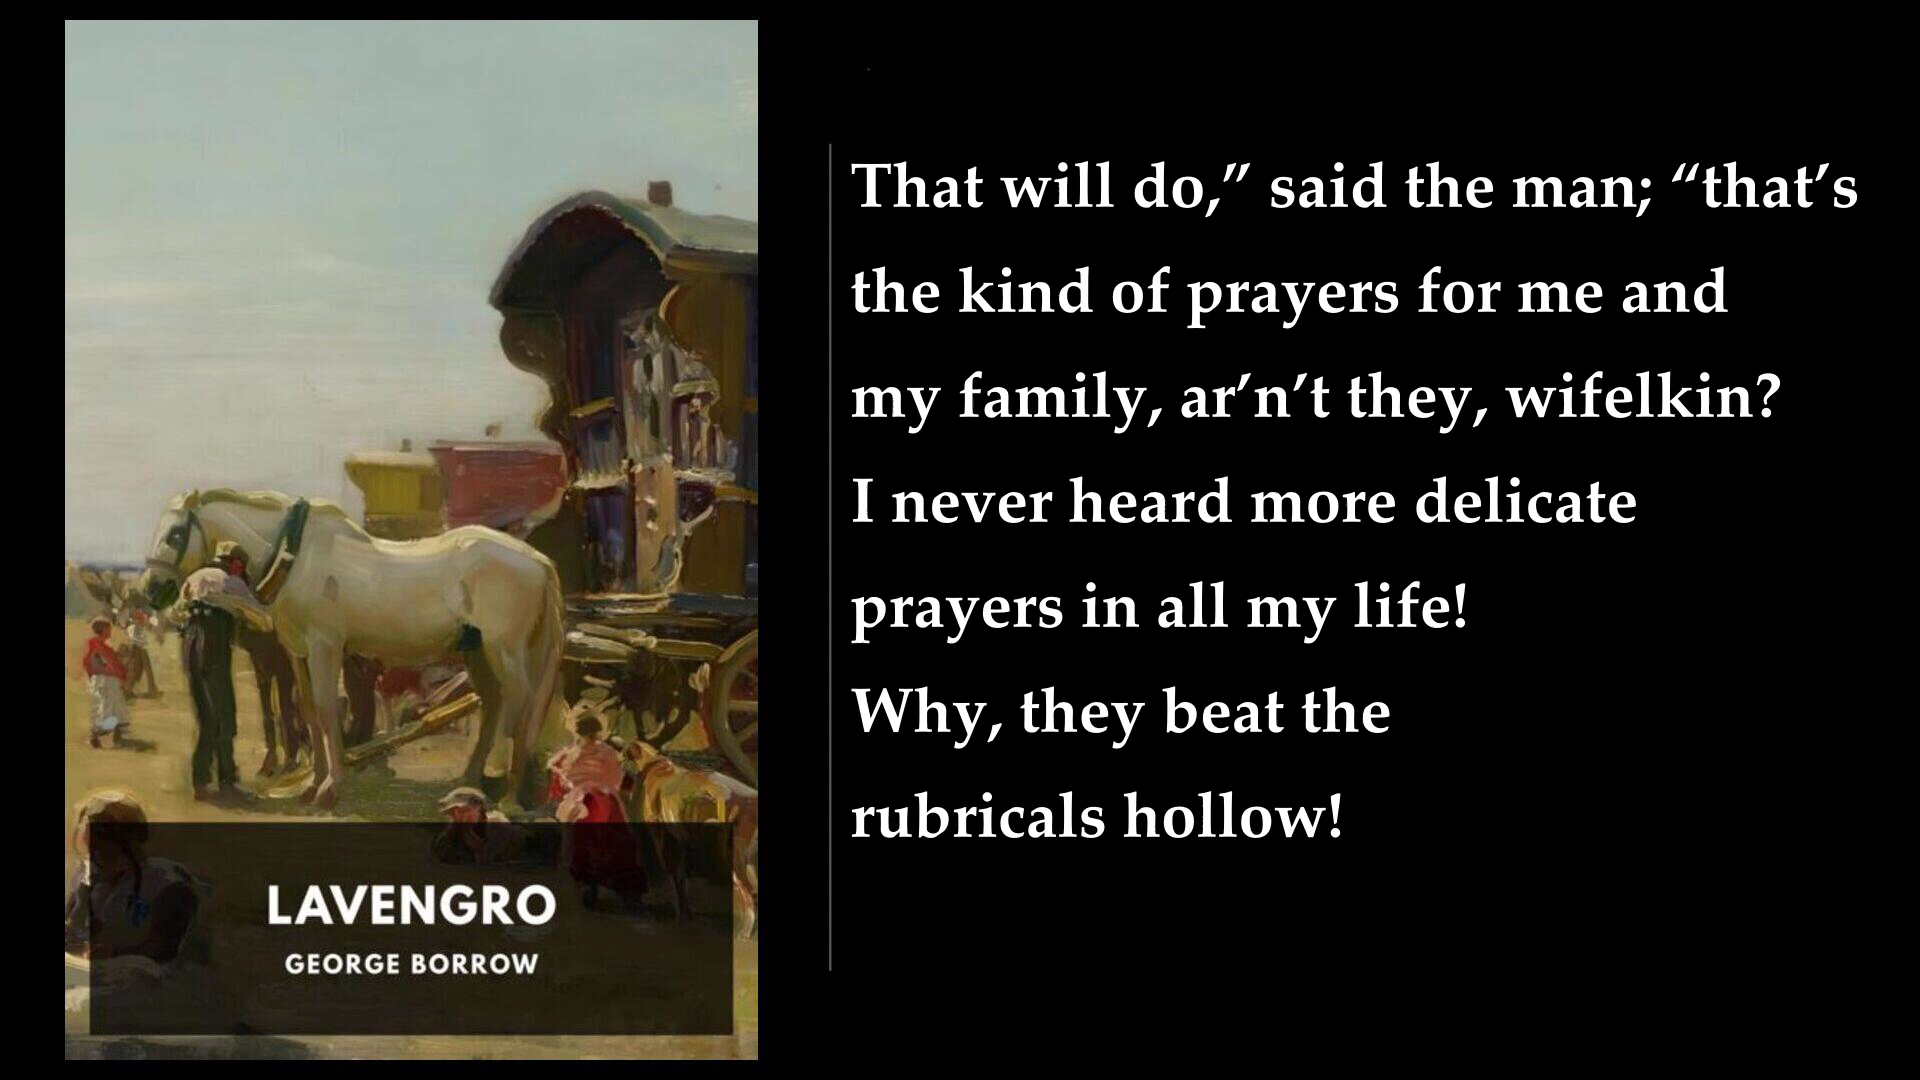 LAVENGRO
GEORGE BORROW
That will do,” said the man; “that’s
the kind of prayers for me and
my family, ar’n’t they, wifelkin?
I never heard more delicate
prayers in all my life!
Why, they beat the
rubricals hollow!